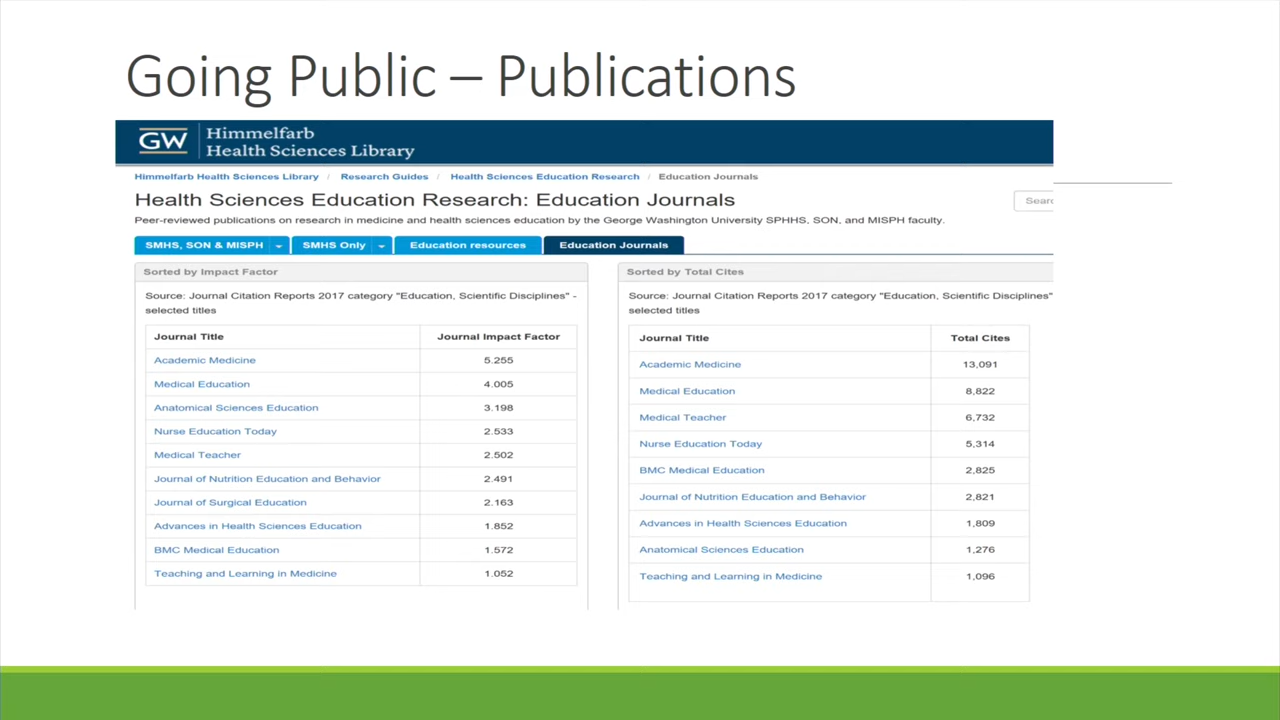 Going Public – Publications
GW
Himmelfarb
Health Sciences Library
Himmelfarb Health Sciences Library / Research Guides / Health Sciences Education Research / Education Journals
Health Sciences Education Research: Education Journals
Searc
Peer-reviewed publications on research in medicine and health sciences education by the George Washington University SPHHS, SON, and MISPH faculty.
SMHS, SON & MISPH SMHS Only Education resources Education Journals
Sorted by Impact Factor
Source: Journal Citation Reports 2017 category "Education, Scientific Disciplines" -
selected titles
Journal Title Journal Impact Factor
Academic Medicine 5.255
Medical Education 4.005
Anatomical Sciences Education 3.198
Nurse Education Today 2.533
Medical Teacher 2.502
Journal of Nutrition Education and Behavior 2.491
Journal of Surgical Education 2.163
Advances in Health Sciences Education 1.852
BMC Medical Education 1.572
Teaching and Learning in Medicine 1.052
Sorted by Total Cites
Source: Journal Citation Reports 2017 category "Education, Scientific Disciplines"
selected titles
Journal Title Total Cites
Academic Medicine 13,091
Medical Education 8,822
Medical Teacher 6,732
Nurse Education Today 5,314
BMC Medical Education 2,825
Journal of Nutrition Education and Behavior 2,821
Advances in Health Sciences Education 1,809
Anatomical Sciences Education 1,276
Teaching and Learning in Medicine 1,096